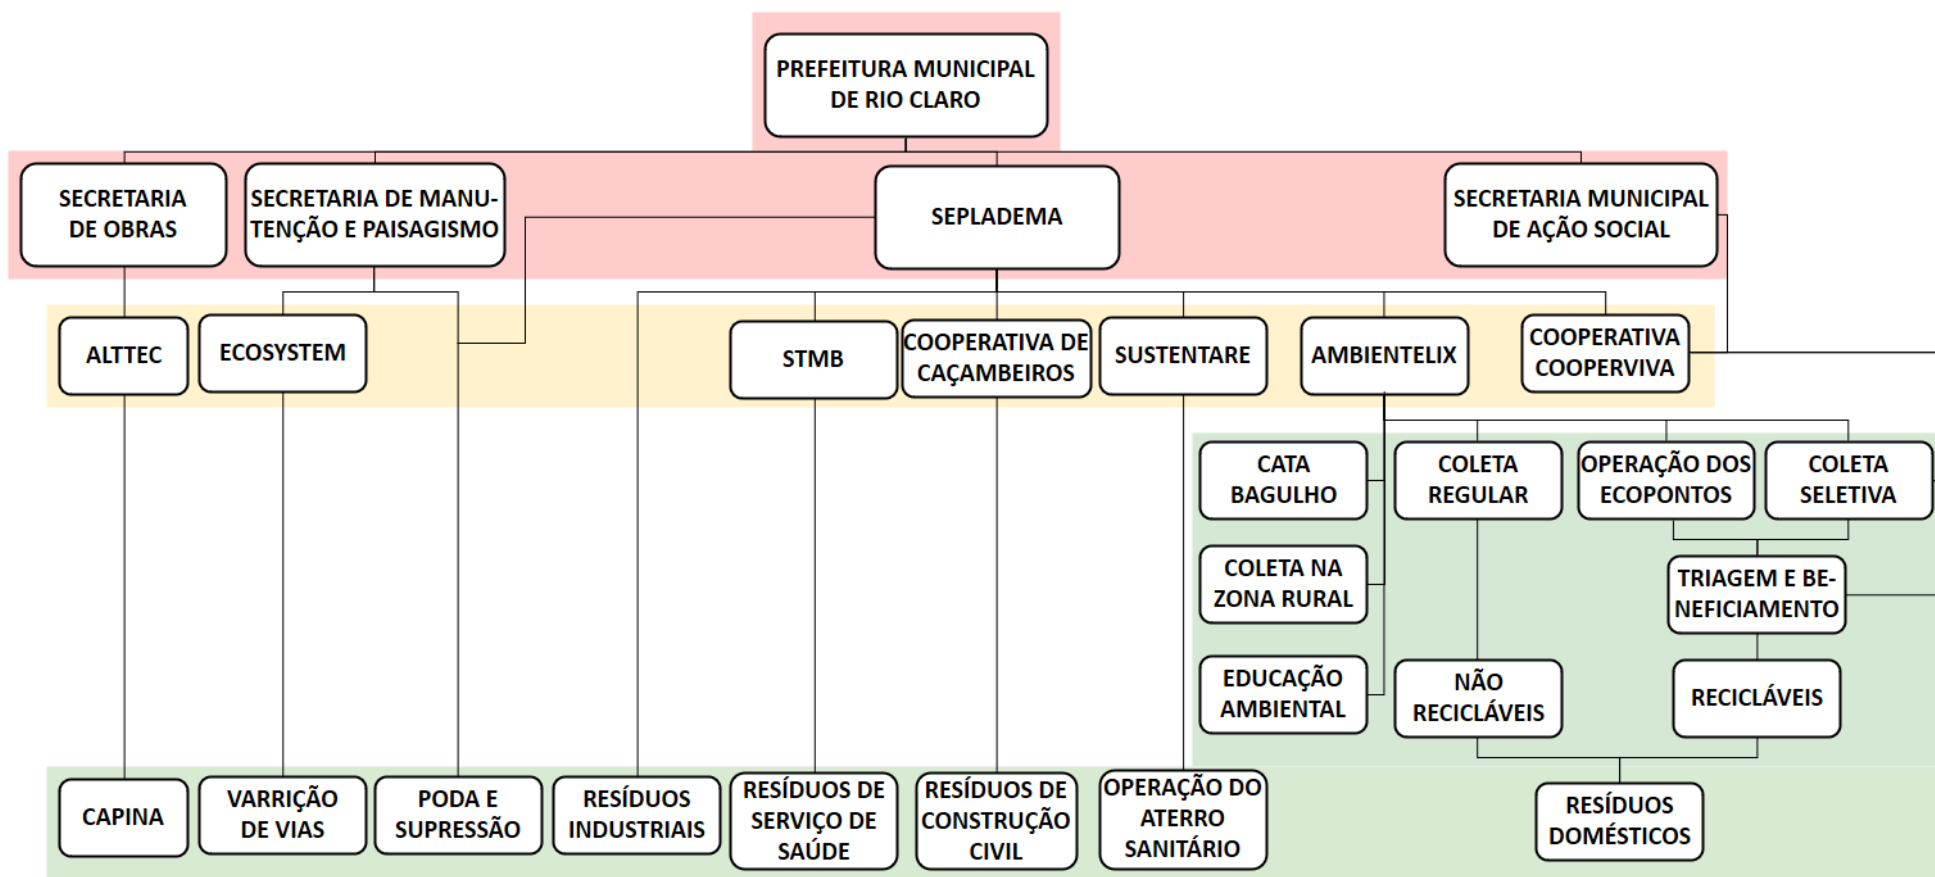 PREFEITURA MUNICIPAL
DE RIO CLARO
SECRETARIA
DE OBRAS
SECRETARIA DE MANU-
TENÇÃO E PAISAGISMO
SEPLADEMA
SECRETARIA MUNICIPAL
DE AÇÃO SOCIAL
ALTTEC
ECOSYSTEM
STMB
COOPERATIVA DE
CAÇAMBEIROS
SUSTENTARE
AMBIENTELIX
COOPERATIVA
COOPERVIVA
CATA
BAGULHO
COLETA
REGULAR
OPERAÇÃO DOS
ECOPONTOS
COLETA
SELETIVA
COLETA NA
ZONA RURAL
TRIAGEM E BE-
NEFICIAMENTO
EDUCAÇÃO
AMBIENTAL
NÃO
RECICLÁVEIS
RECICLÁVEIS
CAPINA
VARRIÇÃO
DE VIAS
PODA E
SUPRESSÃO
RESÍDUOS
INDUSTRIAIS
RESÍDUOS DE
SERVIÇO DE
SAÚDE
RESÍDUOS DE
CONSTRUÇÃO
CIVIL
OPERAÇÃO DO
ATERRO
SANITÁRIO
RESÍDUOS
DOMÉSTICOS